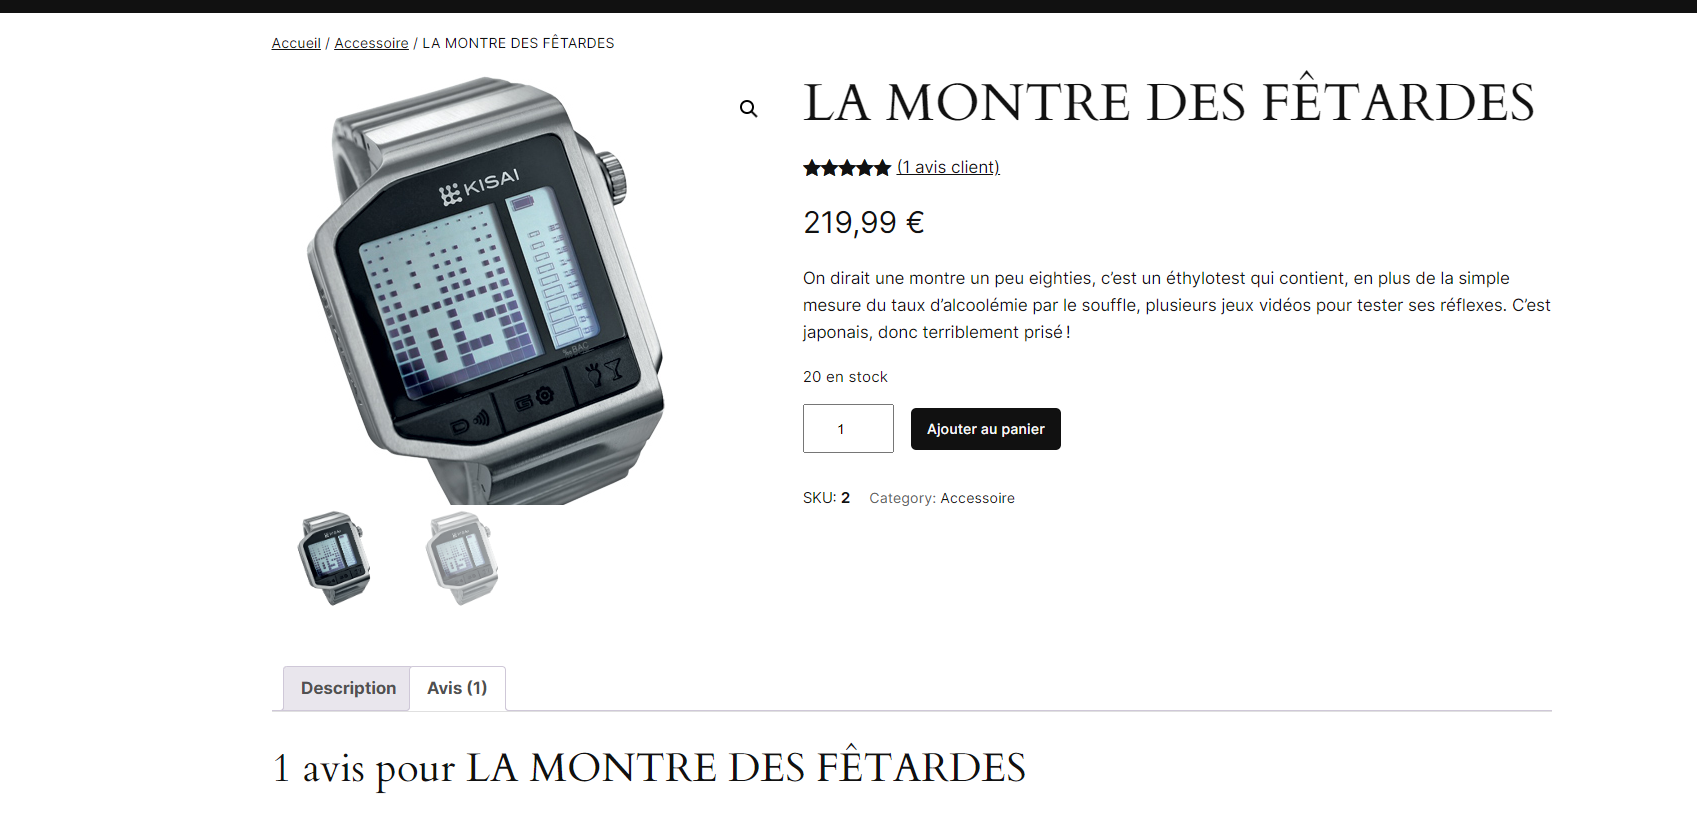 Accueil / Accessoire / LA MONTRE DES FÊTARDES
KISAI
BAC
LA MONTRE DES FÊTARDES
(1 avis client)
219,99 €
On dirait une montre un peu eighties, c’est un éthylotest qui contient, en plus de la simple
mesure du taux d’alcoolémie par le souffle, plusieurs jeux vidéos pour tester ses réflexes. C’est
japonais, donc terriblement prisé !
20 en stock
1
Ajouter au panier
SKU: 2 Category: Accessoire
Description
Avis (1)
1 avis pour LA MONTRE DES FÊTARDES